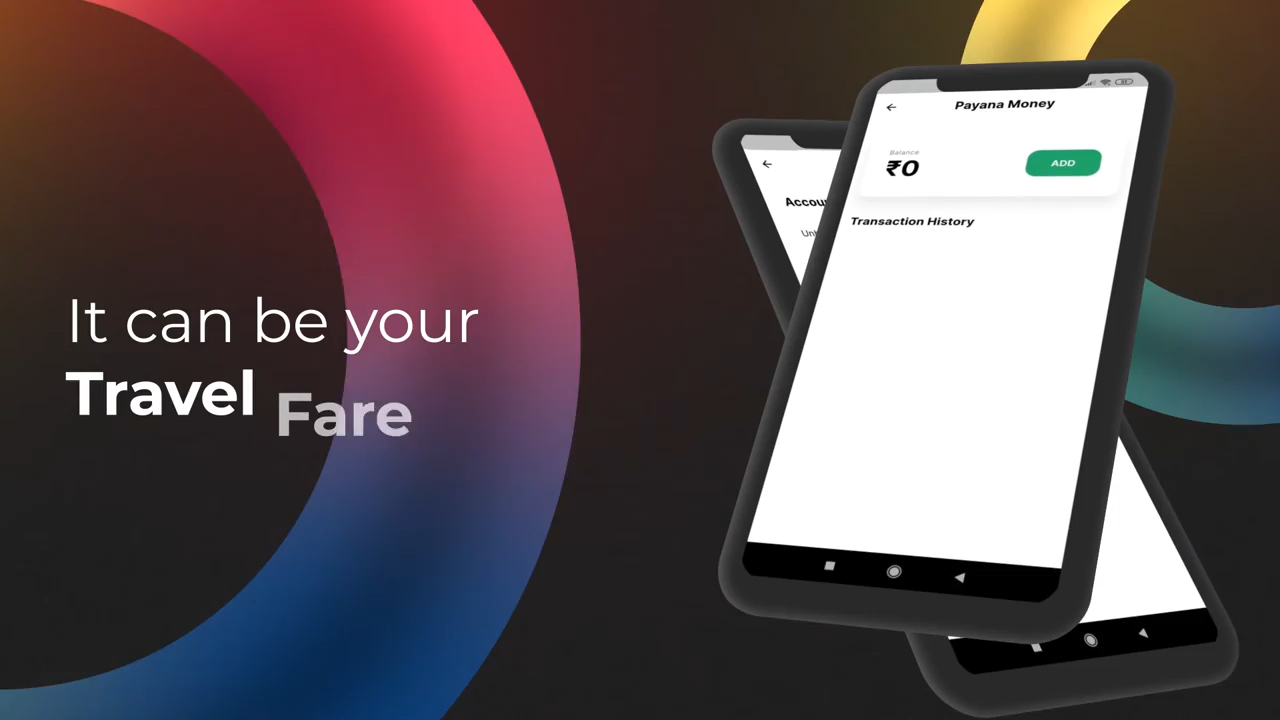 It can be your
Travel Fare
Payana Money
Balance
₹0
ADD
Transaction History